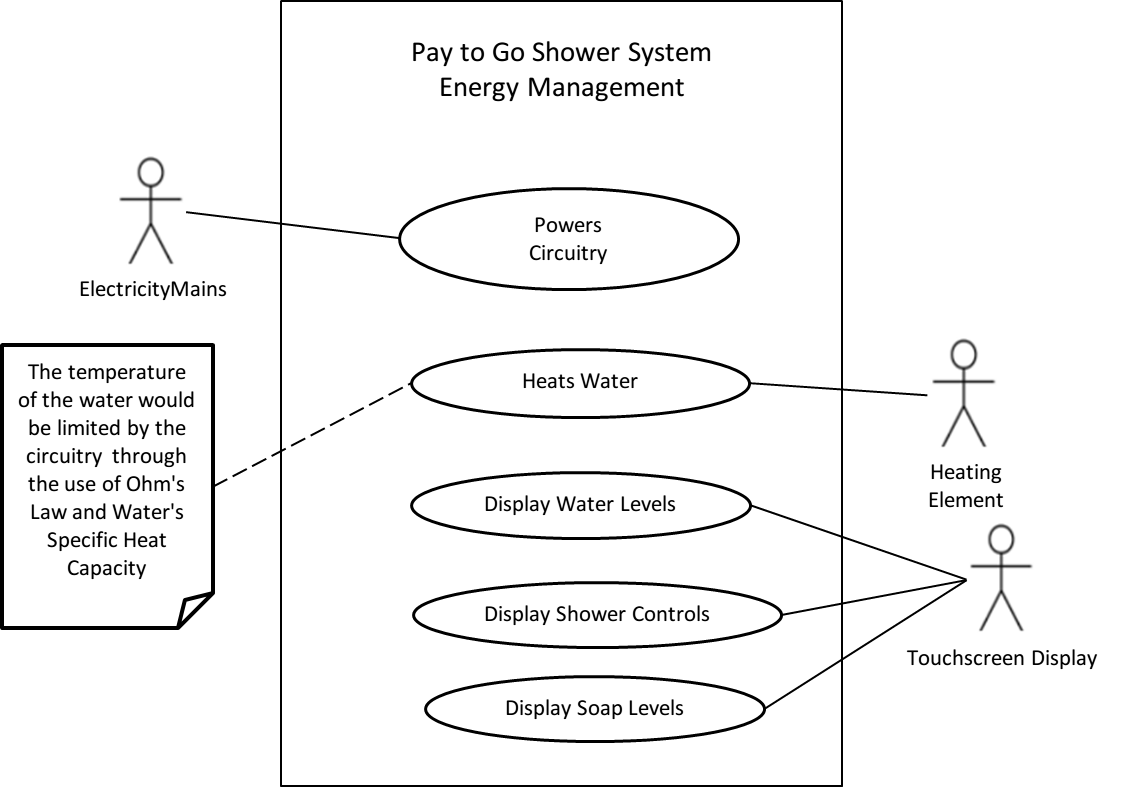 Pay to Go Shower System
Energy Management
Powers
Circuitry
ElectricityMains
The temperature
of the water would
be limited by the
circuitry through
the use of Ohm's
Law and Water's
Specific Heat
Capacity
Heats Water
Heating
Element
Display Water Levels
Display Shower Controls
Touchscreen Display
Display Soap Levels